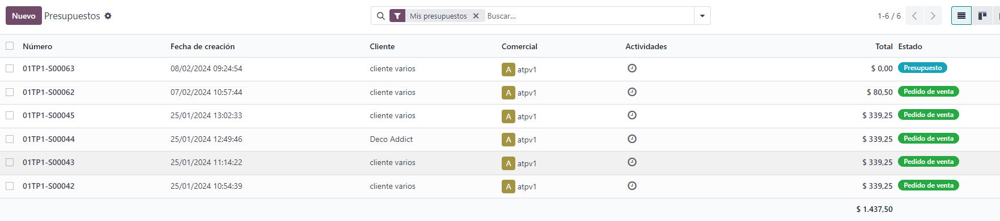 Nuevo Presupuestos Mis presupuestos Buscar... 1-6 / 6
Número Fecha de creación Cliente Comercial Actividades Total Estado
01TP1-S00063 08/02/2024 09:24:54 cliente varios A atpv1 $ 0,00 Presupuesto
01TP1-S00062 07/02/2024 10:57:44 cliente varios A atpv1 $ 80,50 Pedido de venta
01TP1-S00045 25/01/2024 13:02:33 cliente varios A atpv1 $ 339,25 Pedido de venta
01TP1-S00044 25/01/2024 12:49:46 Deco Addict A atpv1 $ 339,25 Pedido de venta
01TP1-S00043 25/01/2024 11:14:22 cliente varios A atpv1 $ 339,25 Pedido de venta
01TP1-S00042 25/01/2024 10:54:39 cliente varios A atpv1 $ 339,25 Pedido de venta
$ 1.437,50